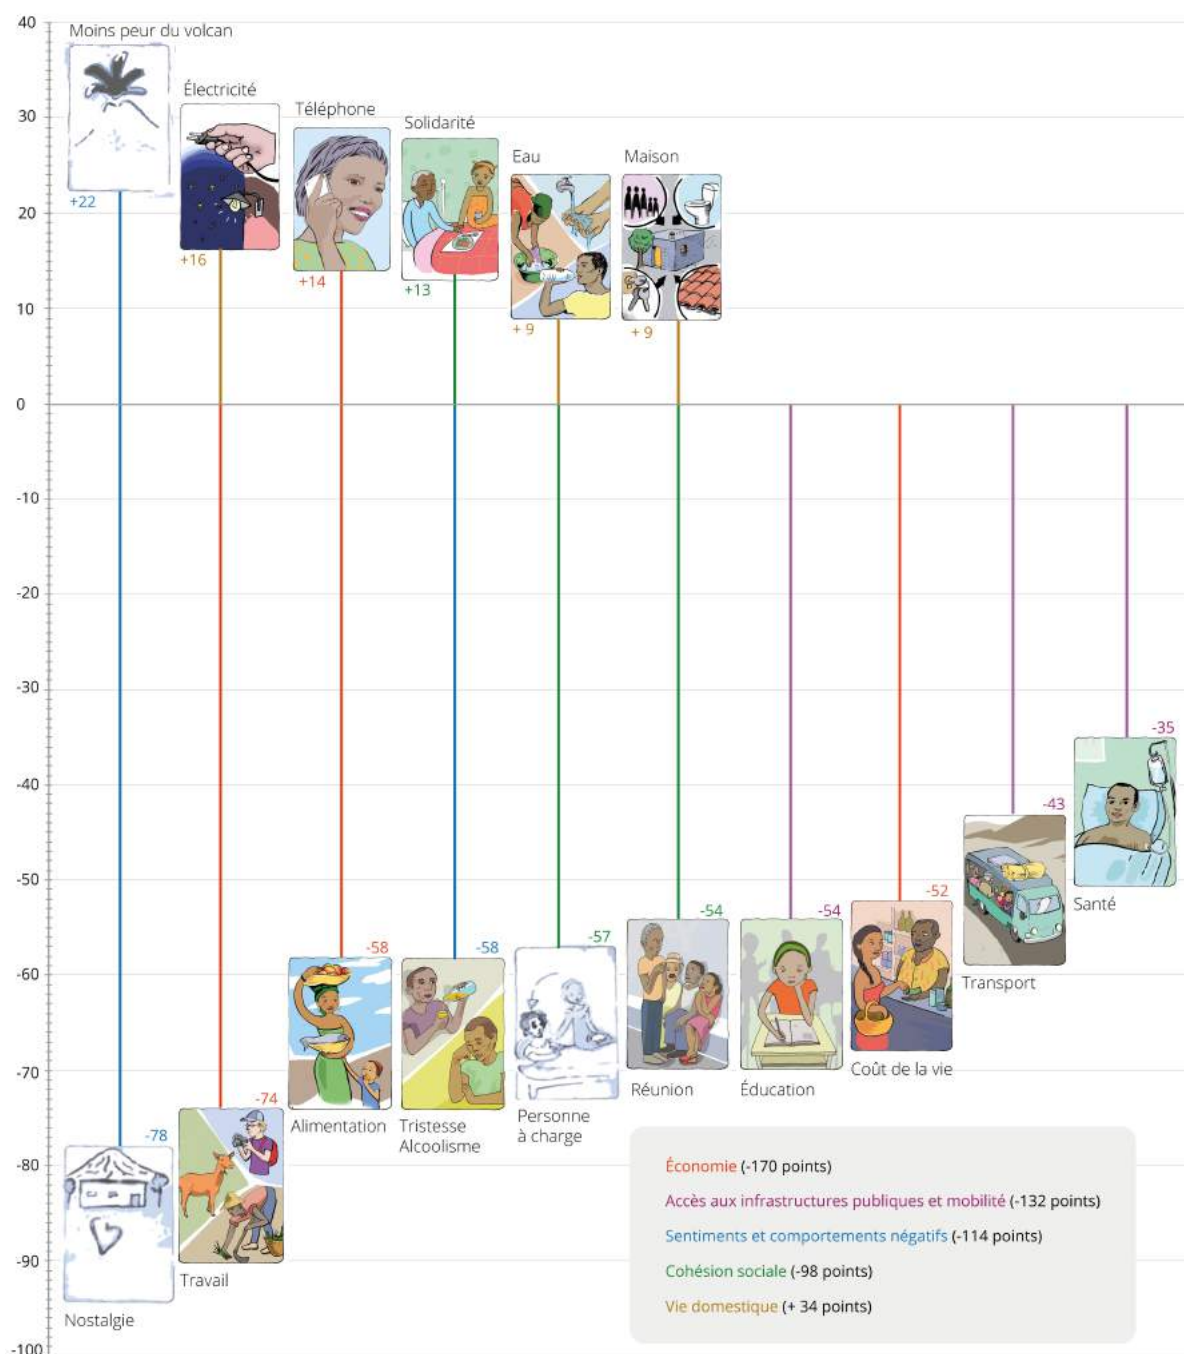 40
30
20
10
0
-10
-20
-30
-40
-50
-60
-70
-80
-90
-100
Moins peur du volcan
+22
Électricité
+16
Téléphone
+14
Solidarité
+13
Eau
+ 9
Maison
+ 9
-78
Nostalgie
-74
Travail
-58
Alimentation
-58
Tristesse
Alcoolisme
-57
Personne
à charge
-54
Réunion
-54
Éducation
-52
Coût de la vie
-43
Transport
-35
Santé
Économie (-170 points)
Accès aux infrastructures publiques et mobilité (-132 points)
Sentiments et comportements négatifs (-114 points)
Cohésion sociale (-98 points)
Vie domestique (+ 34 points)